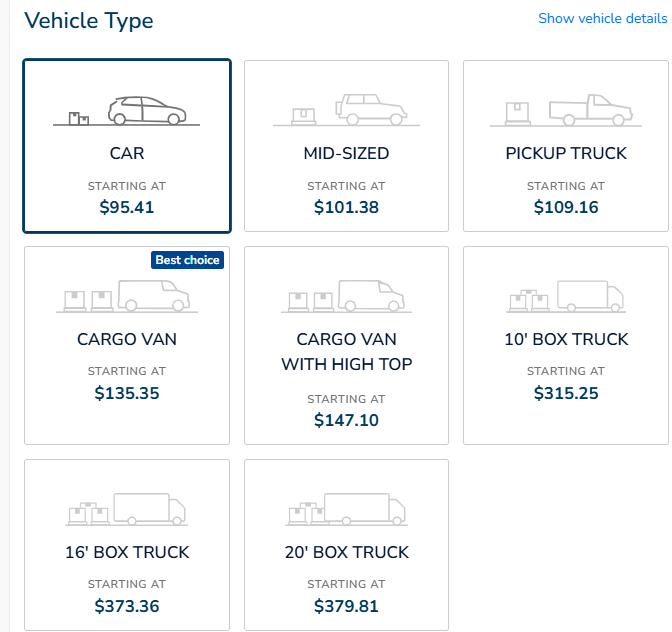 Vehicle Type
Show vehicle details
CAR
STARTING AT
$95.41
MID-SIZED
STARTING AT
$101.38
PICKUP TRUCK
STARTING AT
$109.16
Best choice
CARGO VAN
STARTING AT
$135.35
CARGO VAN
WITH HIGH TOP
STARTING AT
$147.10
10' BOX TRUCK
STARTING AT
$315.25
16' BOX TRUCK
STARTING AT
$373.36
20' BOX TRUCK
STARTING AT
$379.81